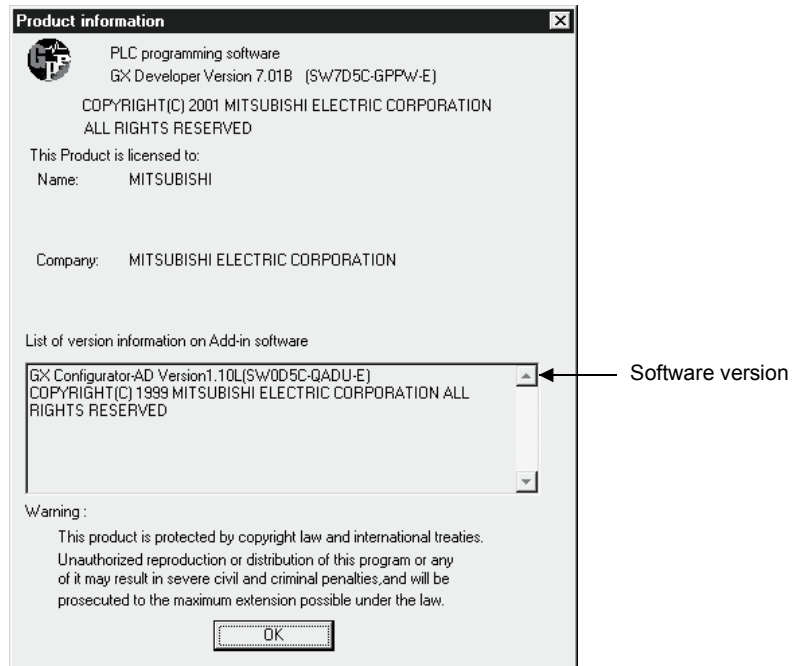 Product information
GPP
PLC programming software
GX Developer Version 7.01B (SW7D5C-GPPW-E)
COPYRIGHT(C) 2001 MITSUBISHI ELECTRIC CORPORATION
ALL RIGHTS RESERVED
This Product is licensed to:
Name: MITSUBISHI
Company: MITSUBISHI ELECTRIC CORPORATION
List of version information on Add-in software
GX Configurator-AD Version1.10L(SW0D5C-QADU-E)
COPYRIGHT(C) 1999 MITSUBISHI ELECTRIC CORPORATION ALL
RIGHTS RESERVED
Software version
Warning :
This product is protected by copyright law and international treaties.
Unauthorized reproduction or distribution of this program or any
of it may result in severe civil and criminal penalties,and will be
prosecuted to the maximum extension possible under the law.
OK